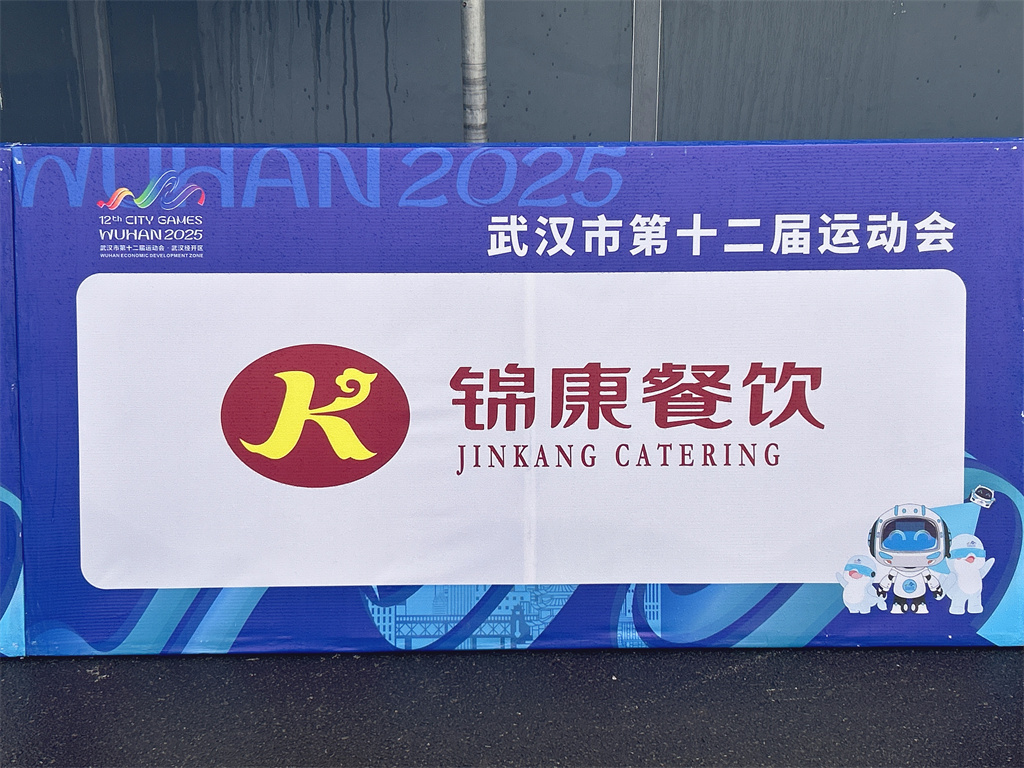 WUHAN 2025
12th CITY GAMES
WUHAN 2025
武汉市第十二届运动会·武汉经开区
WUHAN ECONOMIC DEVELOPMENT ZONE
武汉市第十二届运动会
K
锦康餐饮
JINKANG CATERING